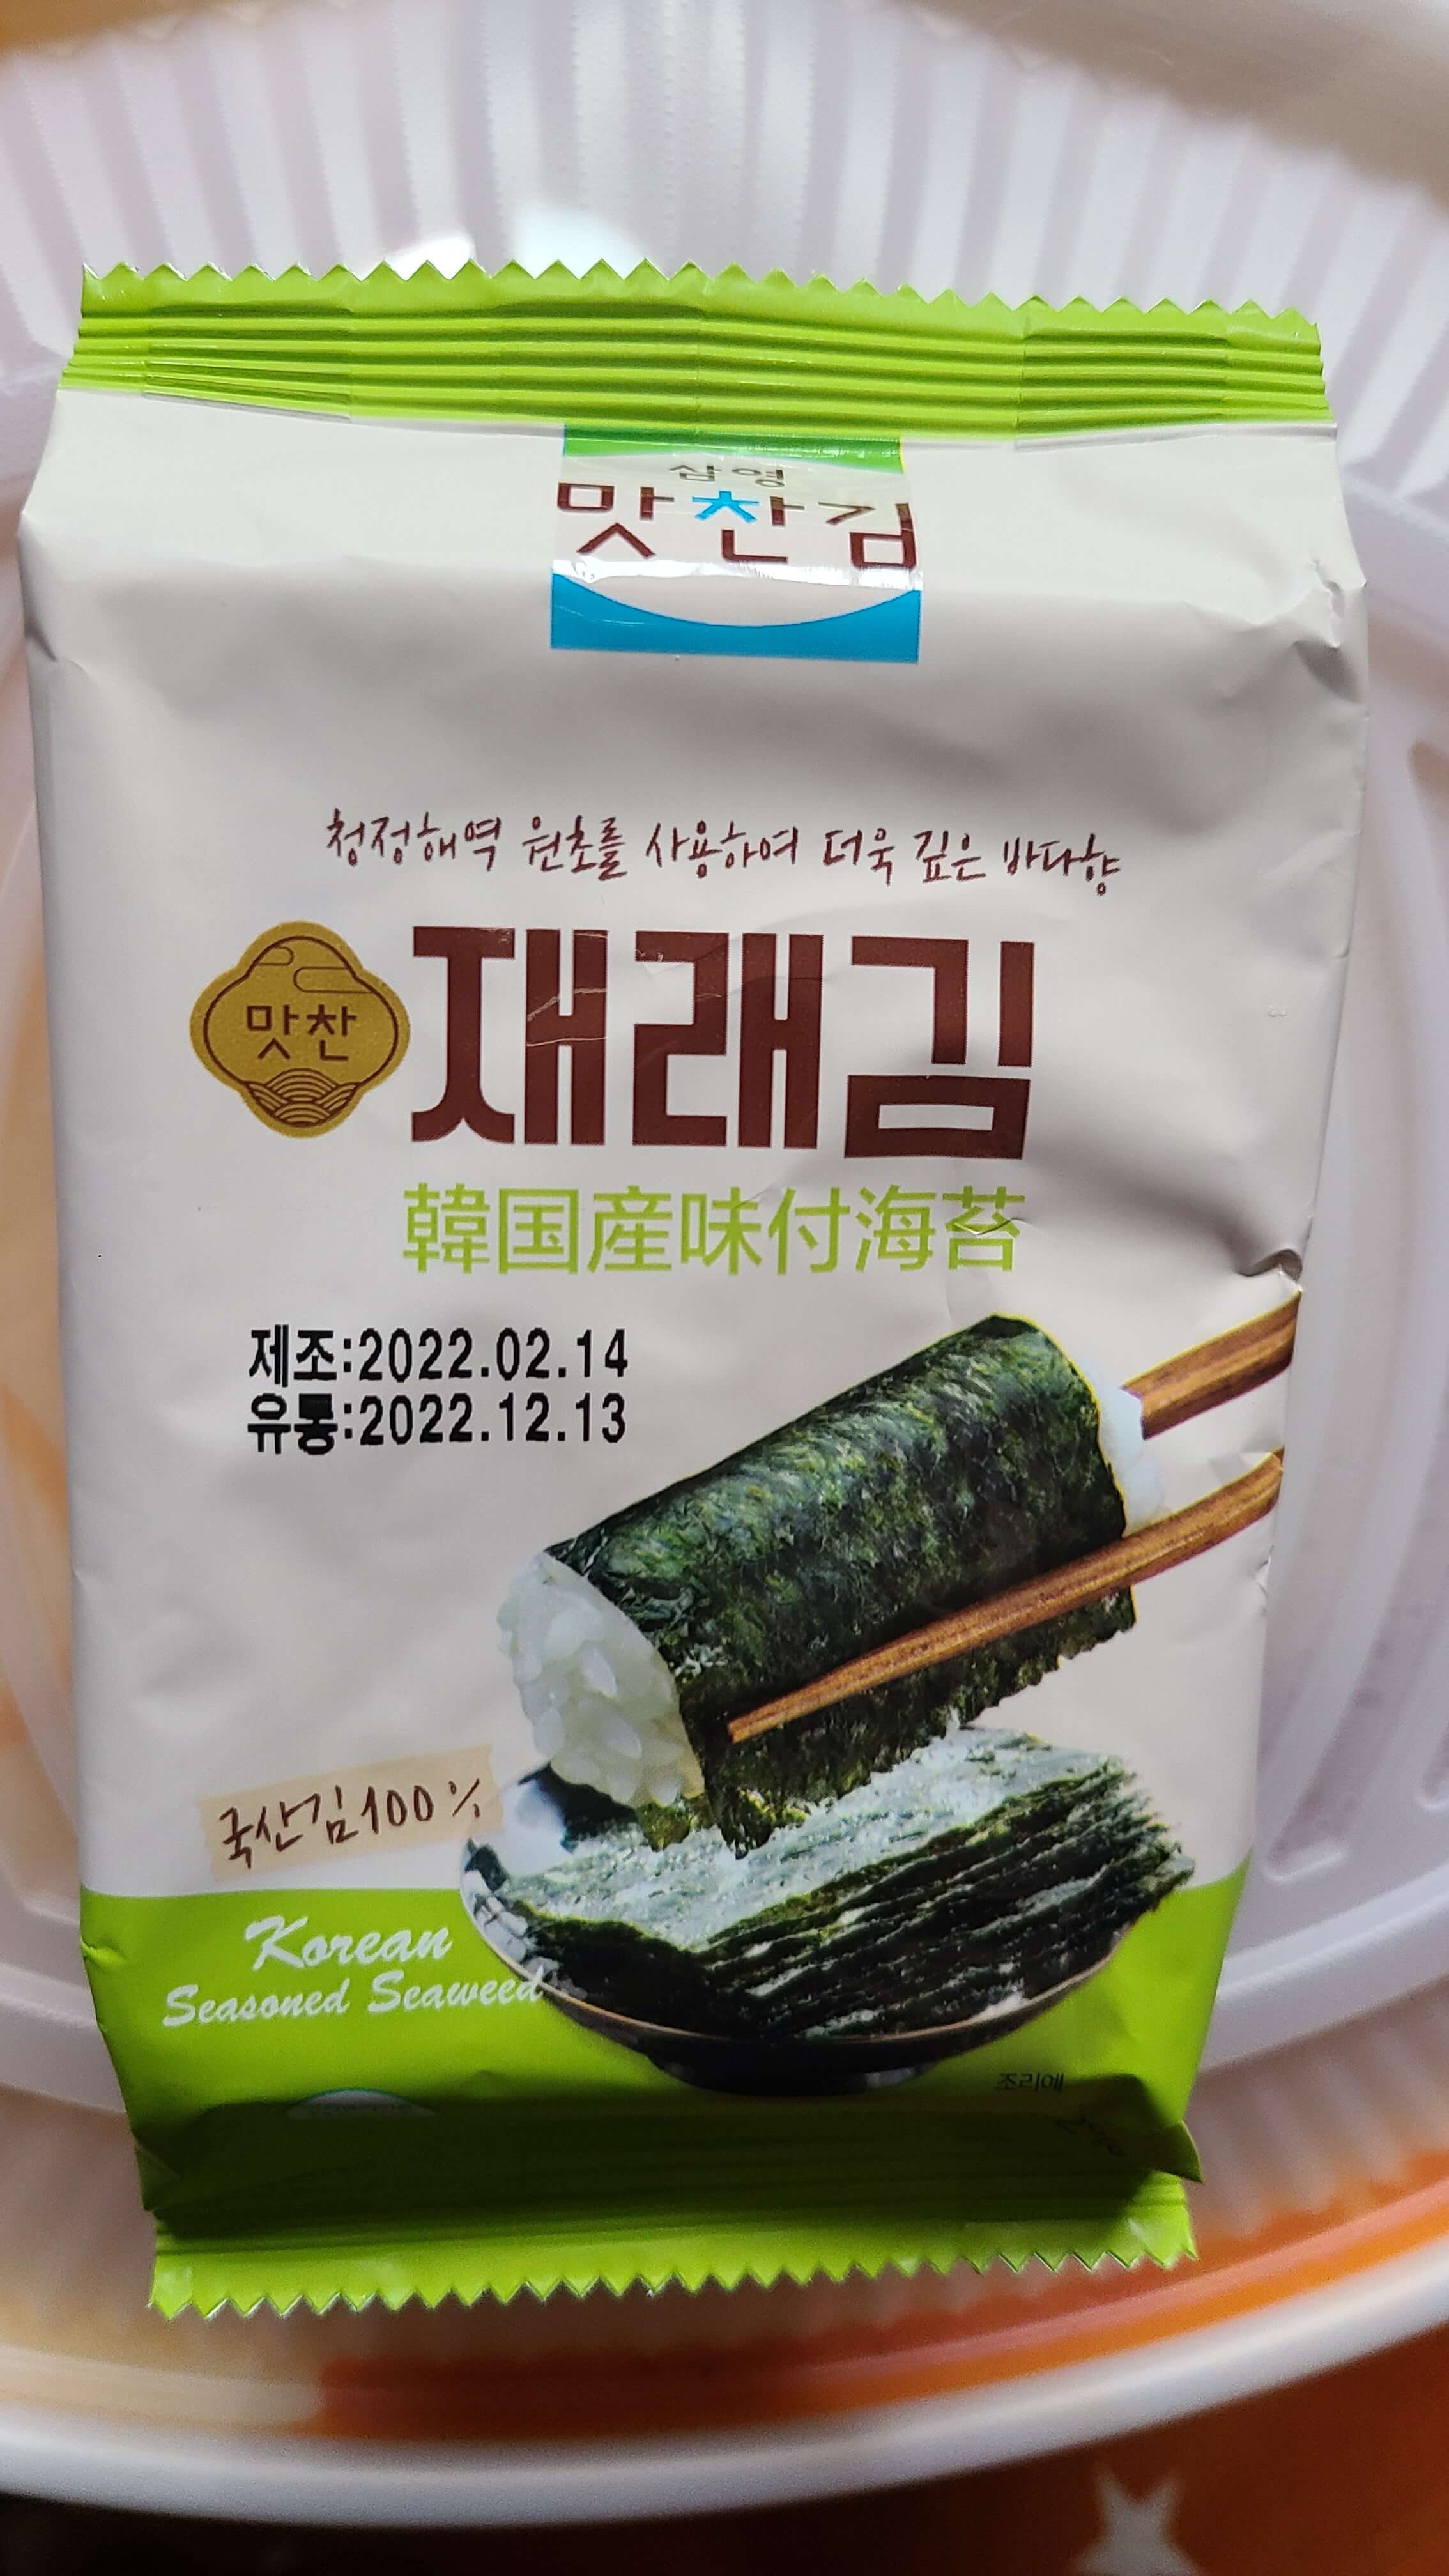 삼영
맛찬김
청정해역 원초를 사용하여 더욱 깊은 바다향
맛찬
재래김
韓国産味付海苔
제조:2022.02.14
유통:2022.12.13
국산김100%
Korean
Seasoned Seaweed
조리예